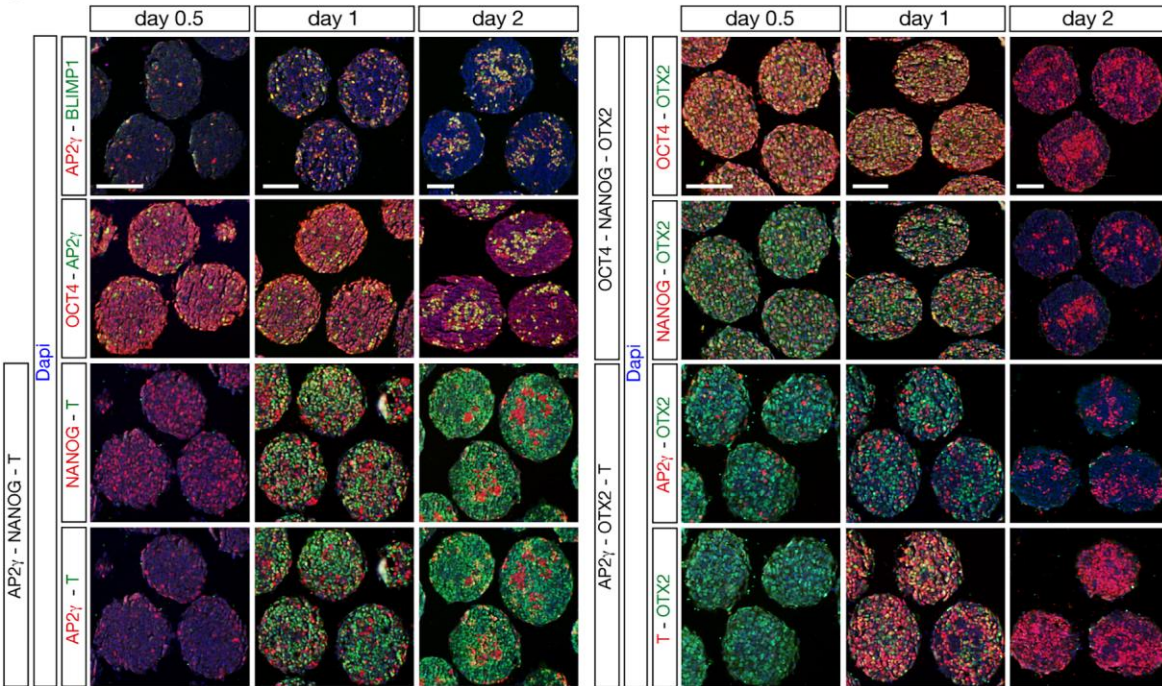 day 0.5
day 1
day 2
Dapi
AP2γ - BLIMP1
OCT4 - AP2γ
AP2γ - NANOG - T
NANOG - T
AP2γ - T
day 0.5
day 1
day 2
OCT4 - NANOG - OTX2
Dapi
OCT4 - OTX2
NANOG - OTX2
AP2γ - OTX2 - T
AP2γ - OTX2
T - OTX2